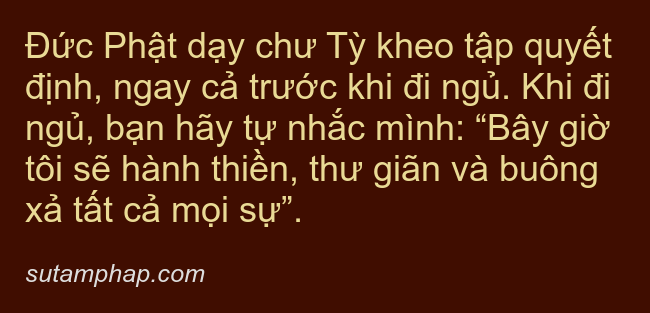 Đức Phật dạy chư Tỳ kheo tập quyết
định, ngay cả trước khi đi ngủ. Khi đi
ngủ, bạn hãy tự nhắc mình: “Bây giờ
tôi sẽ hành thiền, thư giãn và buông
xả tất cả mọi sự”.
sutamphap.com